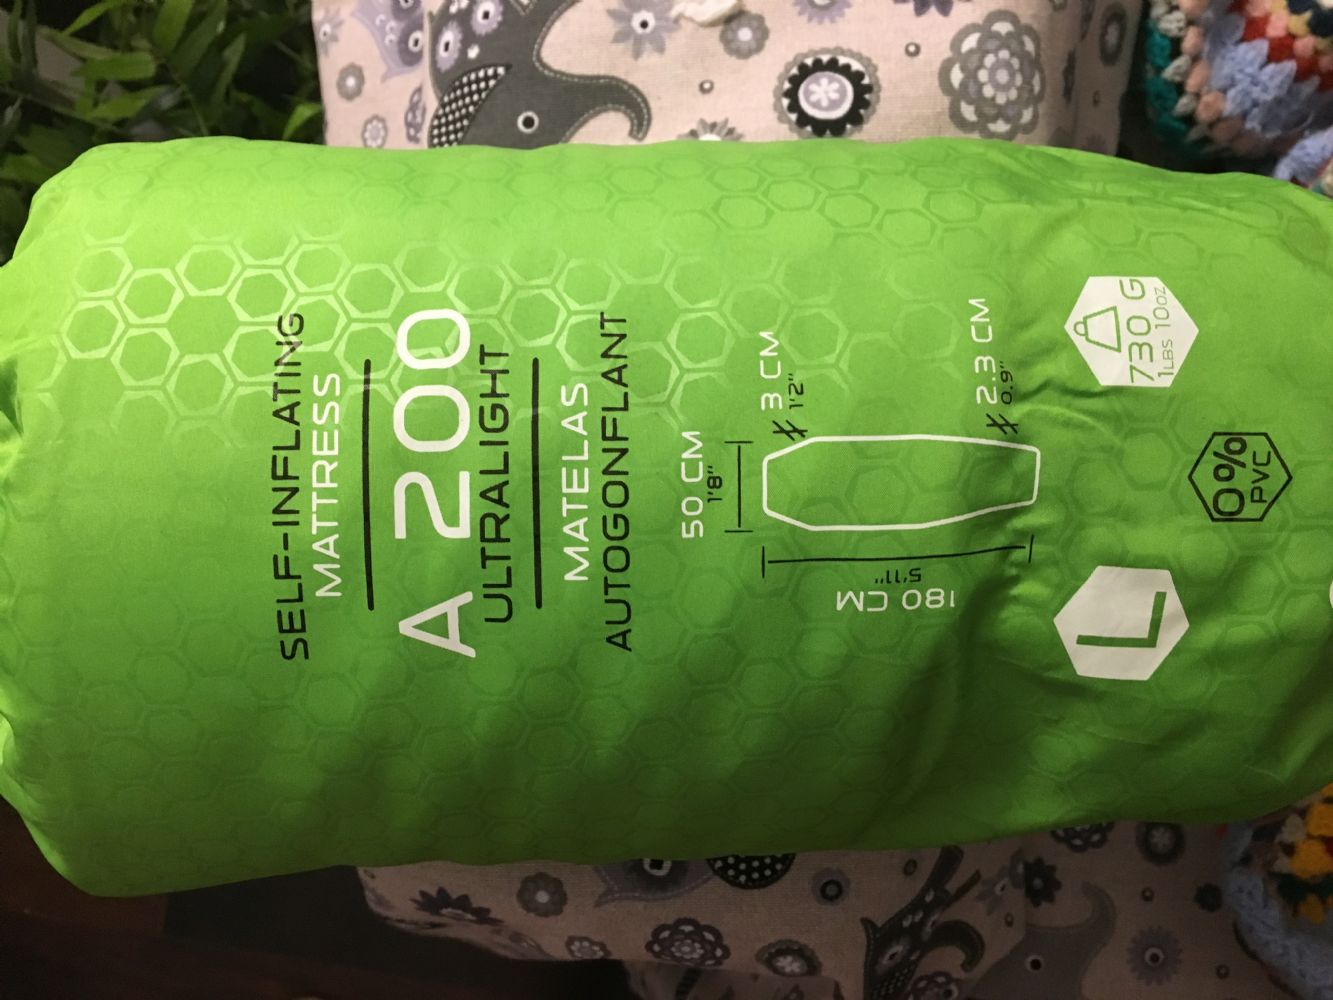 SELF-INFLATING
MATTRESS
A 200
ULTRALIGHT
MATELAS
AUTOGONFLANT
50 CM
1'8"
3 CM
1'2"
2.3 CM
0.9"
180 CM
5'11"
L
730 G
1LBS 10OZ
0%
PVC